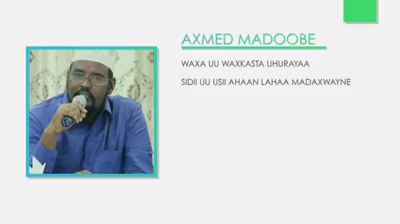 AXMED MADOOBE
WAXA UU WAXKASTA UHURAYAA
SIDII UU USII AHAAN LAHAA MADAXWAYNE